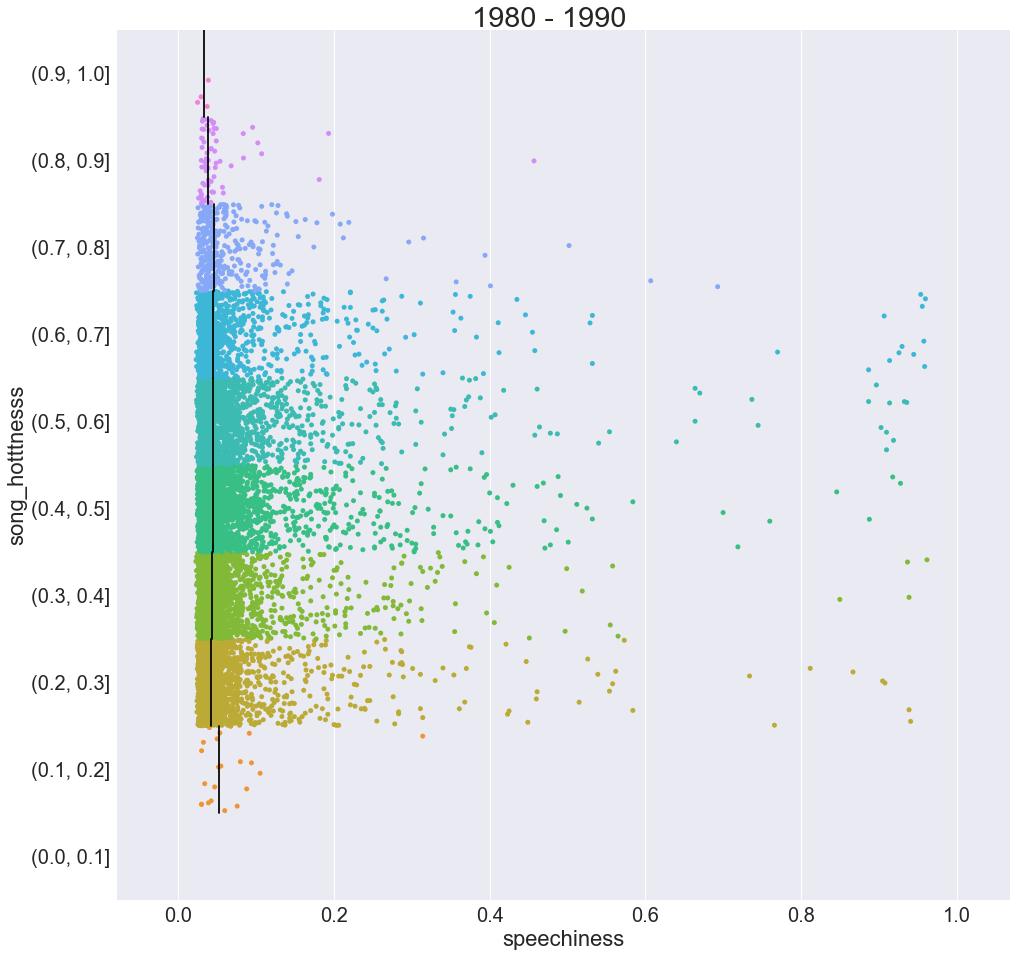 1980 - 1990
song_hotttnesss
(0.9, 1.0]
(0.8, 0.9]
(0.7, 0.8]
(0.6, 0.7]
(0.5, 0.6]
(0.4, 0.5]
(0.3, 0.4]
(0.2, 0.3]
(0.1, 0.2]
(0.0, 0.1]
0.0 0.2 0.4 0.6 0.8 1.0
speechiness